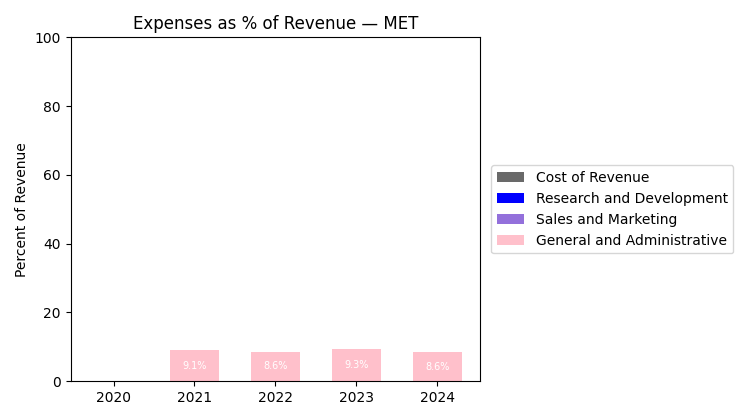 Expenses as % of Revenue — MET
100
80
60
40
20
0
Percent of Revenue
9.1%
8.6%
9.3%
8.6%
2020
2021
2022
2023
2024
Cost of Revenue
Research and Development
Sales and Marketing
General and Administrative